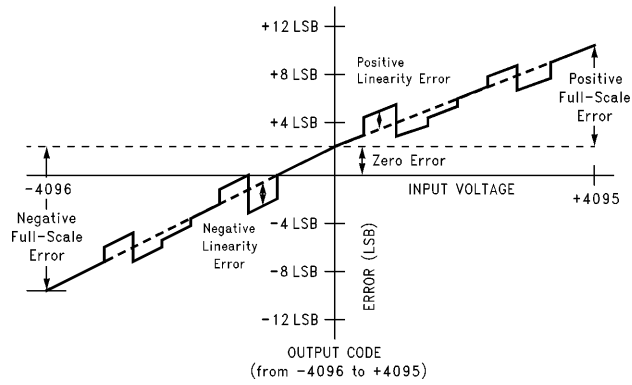 +12 LSB
+8 LSB
+4 LSB
-4 LSB
-8 LSB
-12 LSB
Positive
Linearity Error
Positive
Full-Scale
Error
Zero Error
-4096
INPUT VOLTAGE
+4095
Negative
Full-Scale
Error
Negative
Linearity
Error
ERROR (LSB)
OUTPUT CODE
(from -4096 to +4095)